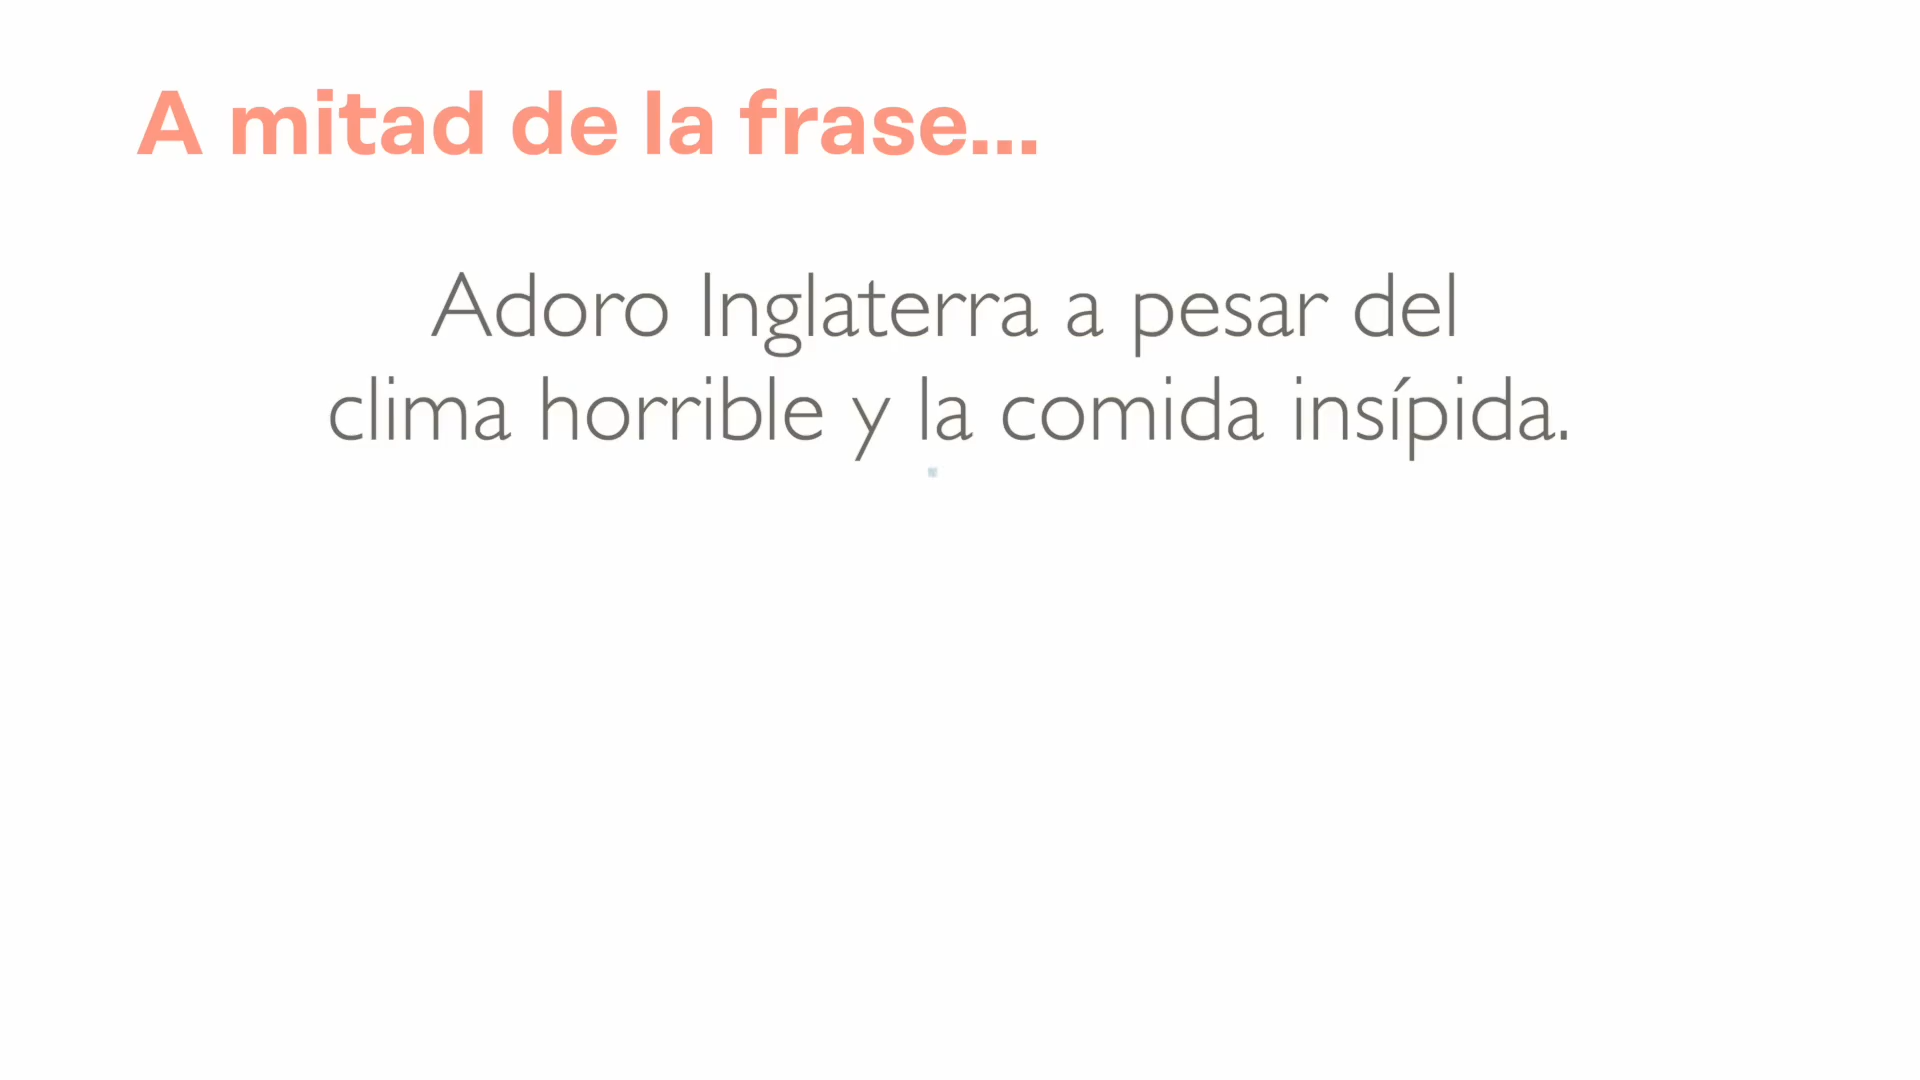 A mitad de la frase...
Adoro Inglaterra a pesar del
clima horrible y la comida insípida.